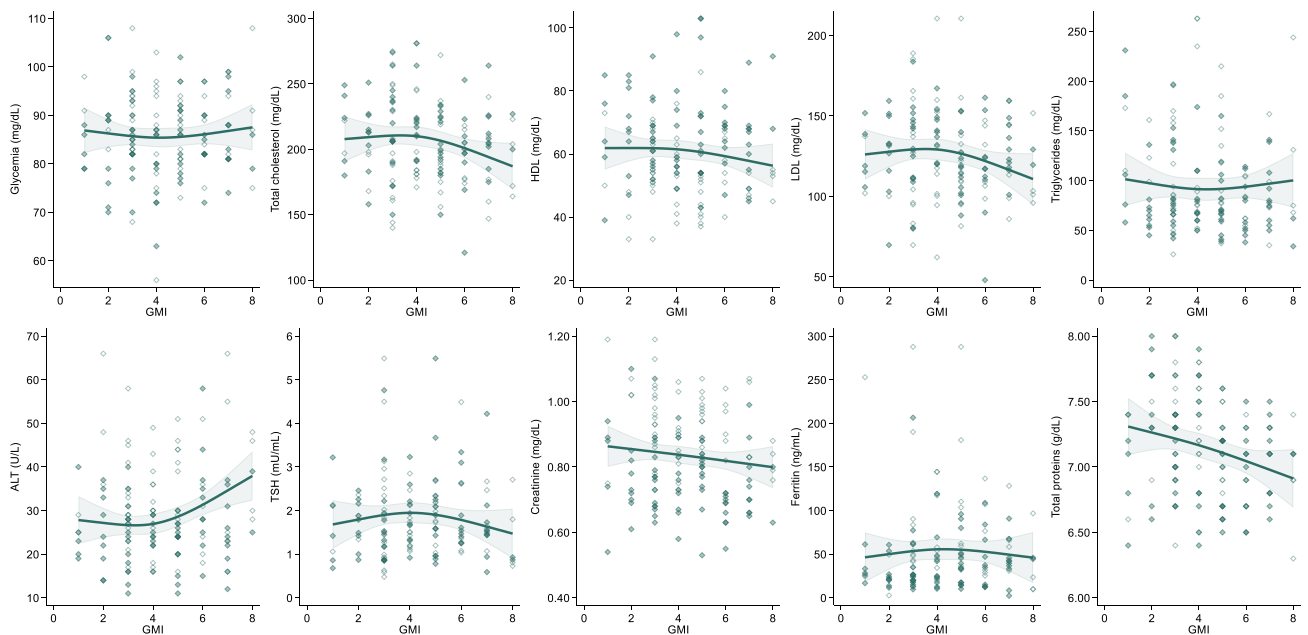 Glycemia (mg/dL)
110
100
90
80
70
60
0 2 4 6 8
GMI
Total cholesterol (mg/dL)
300
250
200
150
100
0 2 4 6 8
GMI
HDL (mg/dL)
100
80
60
40
20
0 2 4 6 8
GMI
LDL (mg/dL)
200
150
100
50
0 2 4 6 8
GMI
Triglycerides (mg/dL)
250
200
150
100
50
0
0 2 4 6 8
GMI
ALT (U/L)
70
60
50
40
30
20
10
0 2 4 6 8
GMI
TSH (mU/mL)
6
5
4
3
2
1
0
0 2 4 6 8
GMI
Creatinine (mg/dL)
1.20
1.00
0.80
0.60
0.40
0 2 4 6 8
GMI
Ferritin (ng/mL)
300
250
200
150
100
50
0
0 2 4 6 8
GMI
Total proteins (g/dL)
8.00
7.50
7.00
6.50
6.00
0 2 4 6 8
GMI